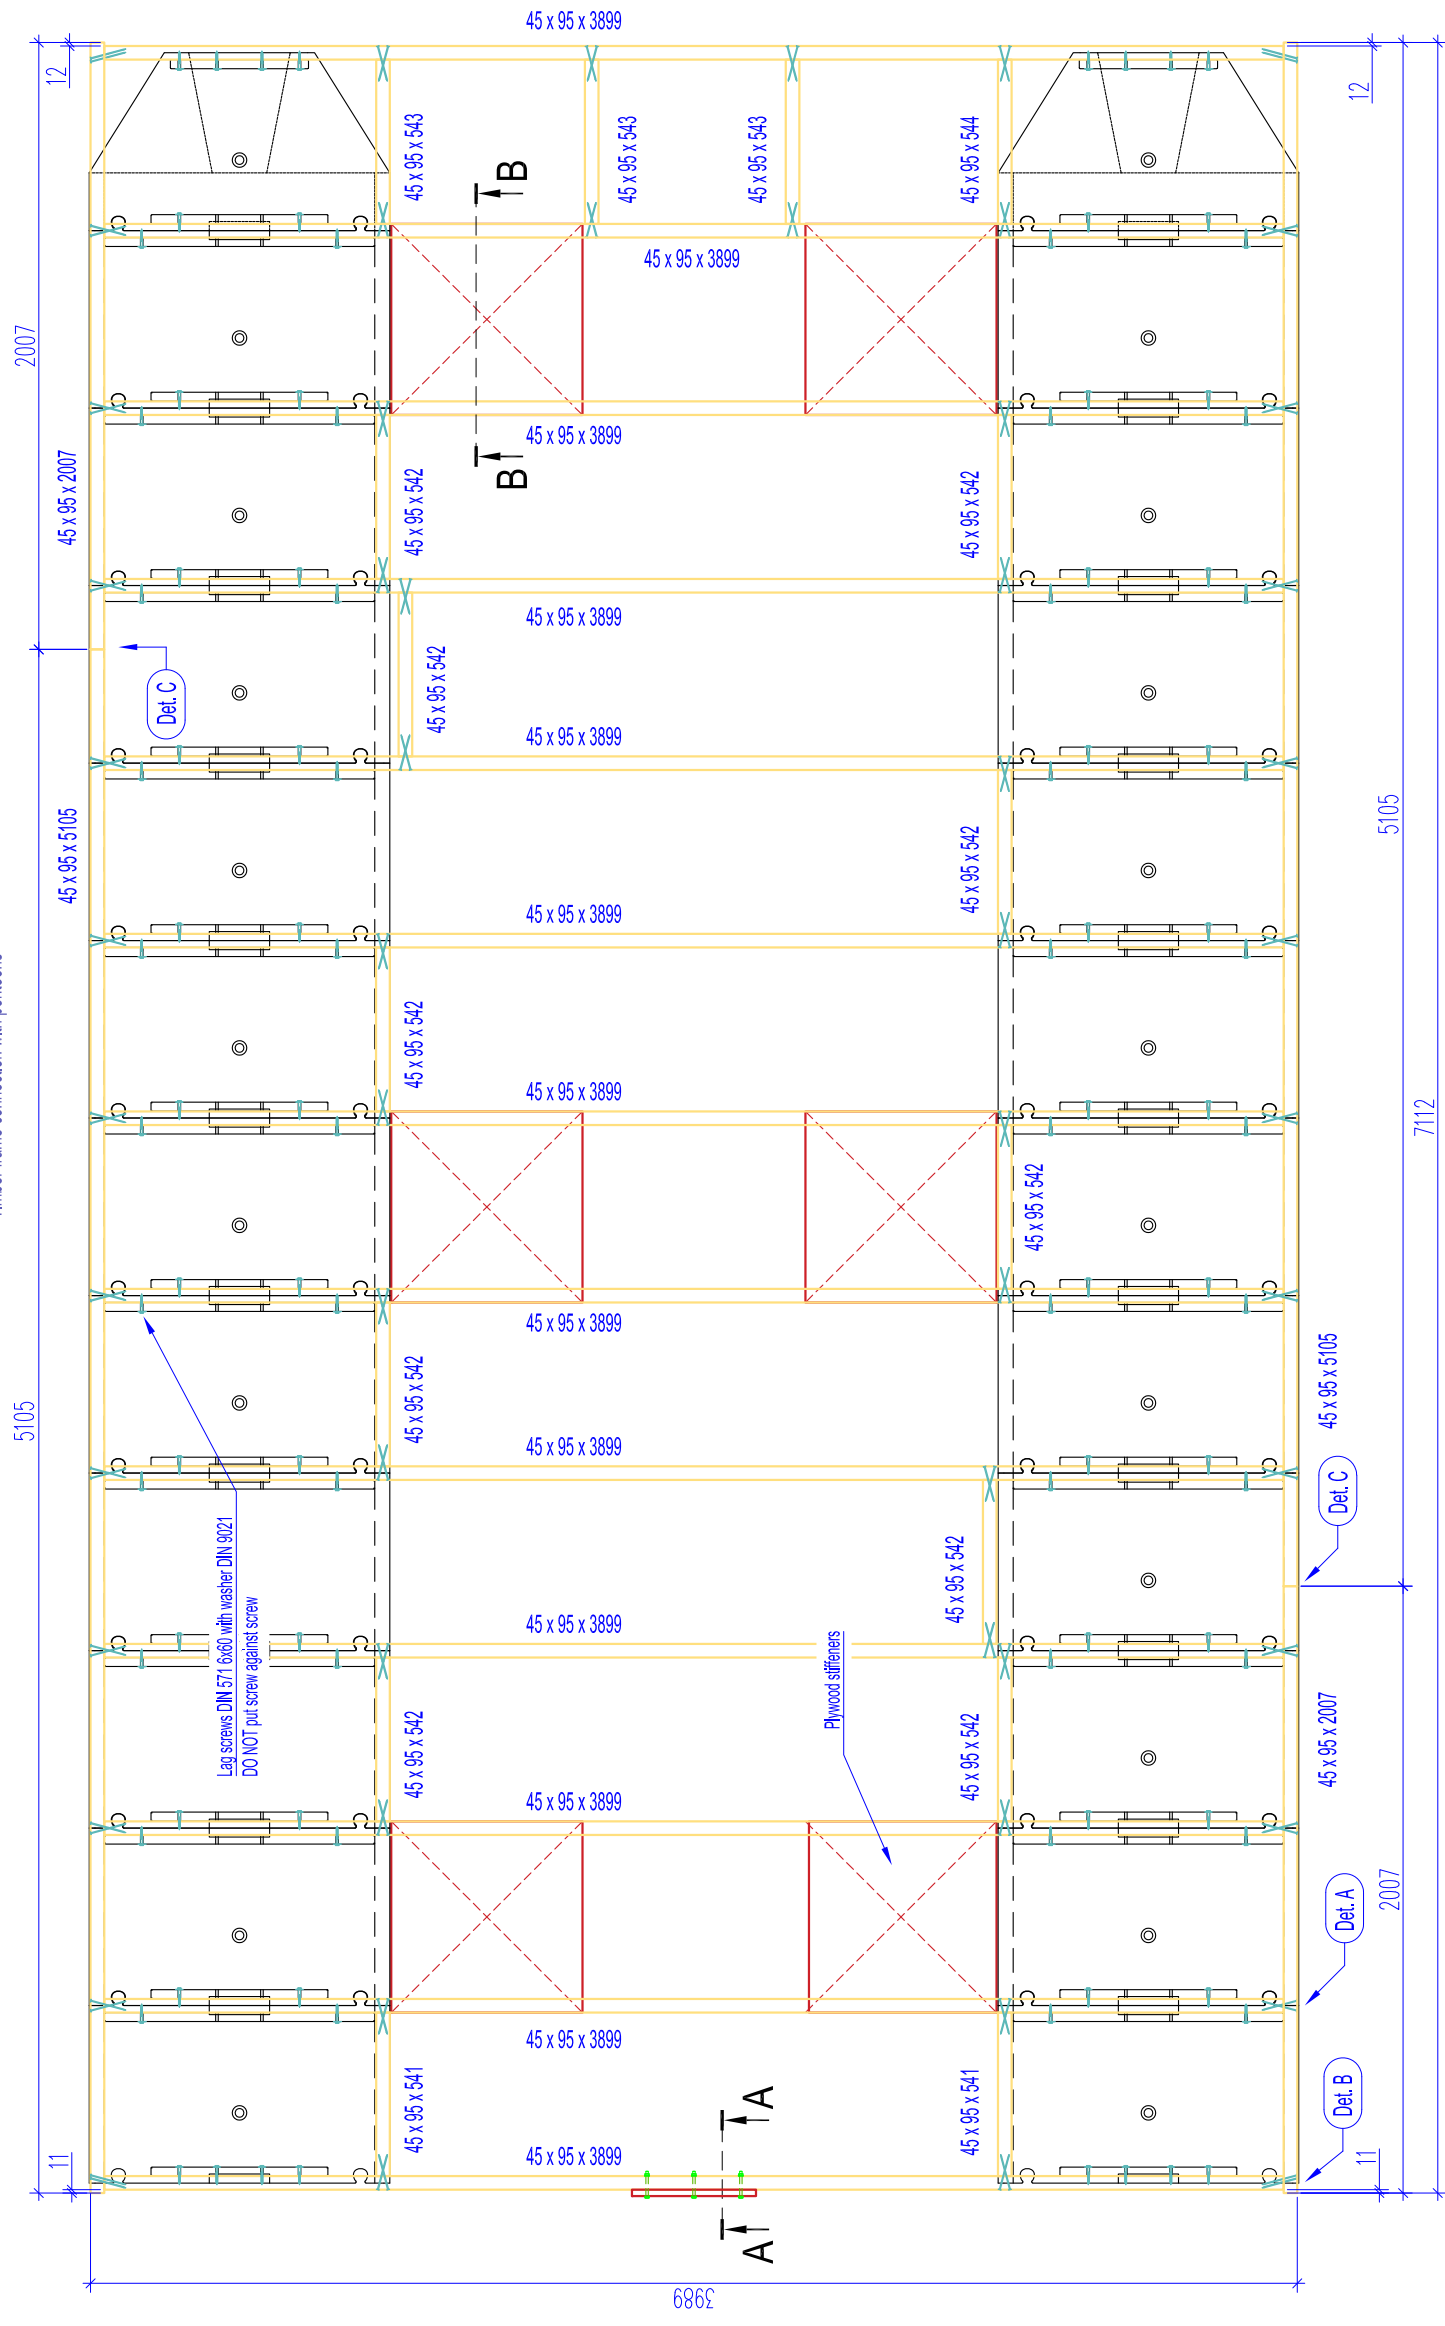 45 x 95 x 3899
12
12
2007
45 x 95 x 543
45 x 95 x 543
45 x 95 x 543
45 x 95 x 544
B
45 x 95 x 3899
45 x 95 x 3899
B
45 x 95 x 2007
45 x 95 x 542
45 x 95 x 542
45 x 95 x 3899
Det. C
45 x 95 x 542
45 x 95 x 3899
45 x 95 x 5105
45 x 95 x 542
5105
45 x 95 x 3899
45 x 95 x 542
45 x 95 x 3899
7112
45 x 95 x 542
45 x 95 x 3899
5105
45 x 95 x 542
45 x 95 x 5105
45 x 95 x 3899
Det. C
Lag screws DIN 571 6x60 with washer DIN 9021
DO NOT put screw against screw
45 x 95 x 542
45 x 95 x 3899
Plywood stiffeners
45 x 95 x 542
45 x 95 x 542
45 x 95 x 2007
45 x 95 x 3899
2007
Det. A
45 x 95 x 3899
45 x 95 x 541
45 x 95 x 541
A
Det. B
45 x 95 x 3899
11
11
A
3989